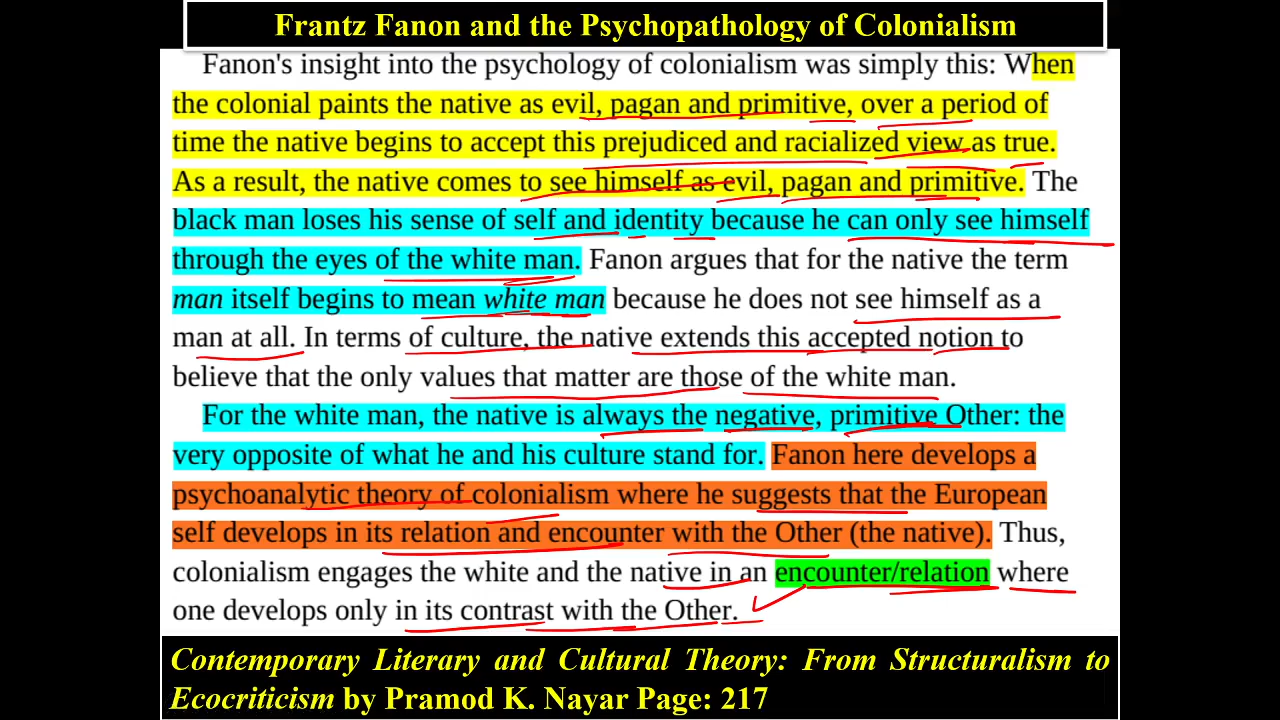 Frantz Fanon and the Psychopathology of Colonialism
Fanon's insight into the psychology of colonialism was simply this: When
the colonial paints the native as evil, pagan and primitive, over a period of
time the native begins to accept this prejudiced and racialized view as true.
As a result, the native comes to see himself as evil, pagan and primitive. The
black man loses his sense of self and identity because he can only see himself
through the eyes of the white man. Fanon argues that for the native the term
man itself begins to mean white man because he does not see himself as a
man at all. In terms of culture, the native extends this accepted notion to
believe that the only values that matter are those of the white man.
For the white man, the native is always the negative, primitive Other: the
very opposite of what he and his culture stand for. Fanon here develops a
psychoanalytic theory of colonialism where he suggests that the European
self develops in its relation and encounter with the Other (the native). Thus,
colonialism engages the white and the native in an encounter/relation where
one develops only in its contrast with the Other.
Contemporary Literary and Cultural Theory: From Structuralism to
Ecocriticism by Pramod K. Nayar Page: 217